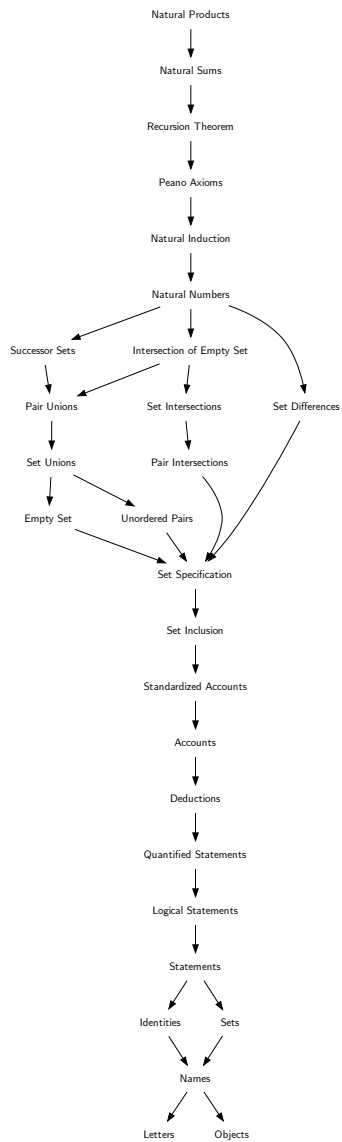 Natural Products
Natural Sums
Recursion Theorem
Peano Axioms
Natural Induction
Natural Numbers
Successor Sets
Intersection of Empty Set
Pair Unions
Set Intersections
Set Differences
Set Unions
Pair Intersections
Empty Set
Unordered Pairs
Set Specification
Set Inclusion
Standardized Accounts
Accounts
Deductions
Quantified Statements
Logical Statements
Statements
Identities
Sets
Names
Letters
Objects